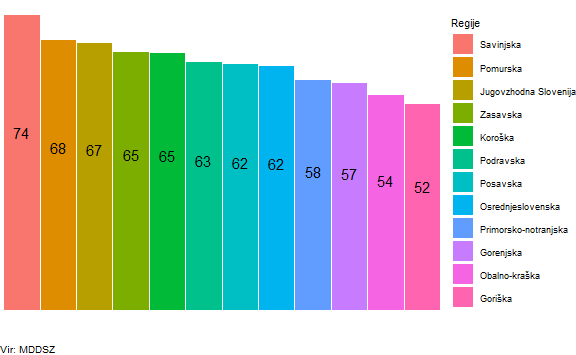 74
68
67
65
65
63
62
62
58
57
54
52
Regije
Savinjska
Pomurska
Jugovzhodna Slovenija
Zasavska
Koroška
Podravska
Posavska
Osrednjeslovenska
Primorsko-notranjska
Gorenjska
Obalno-kraška
Goriška
Vir: MDDSZ